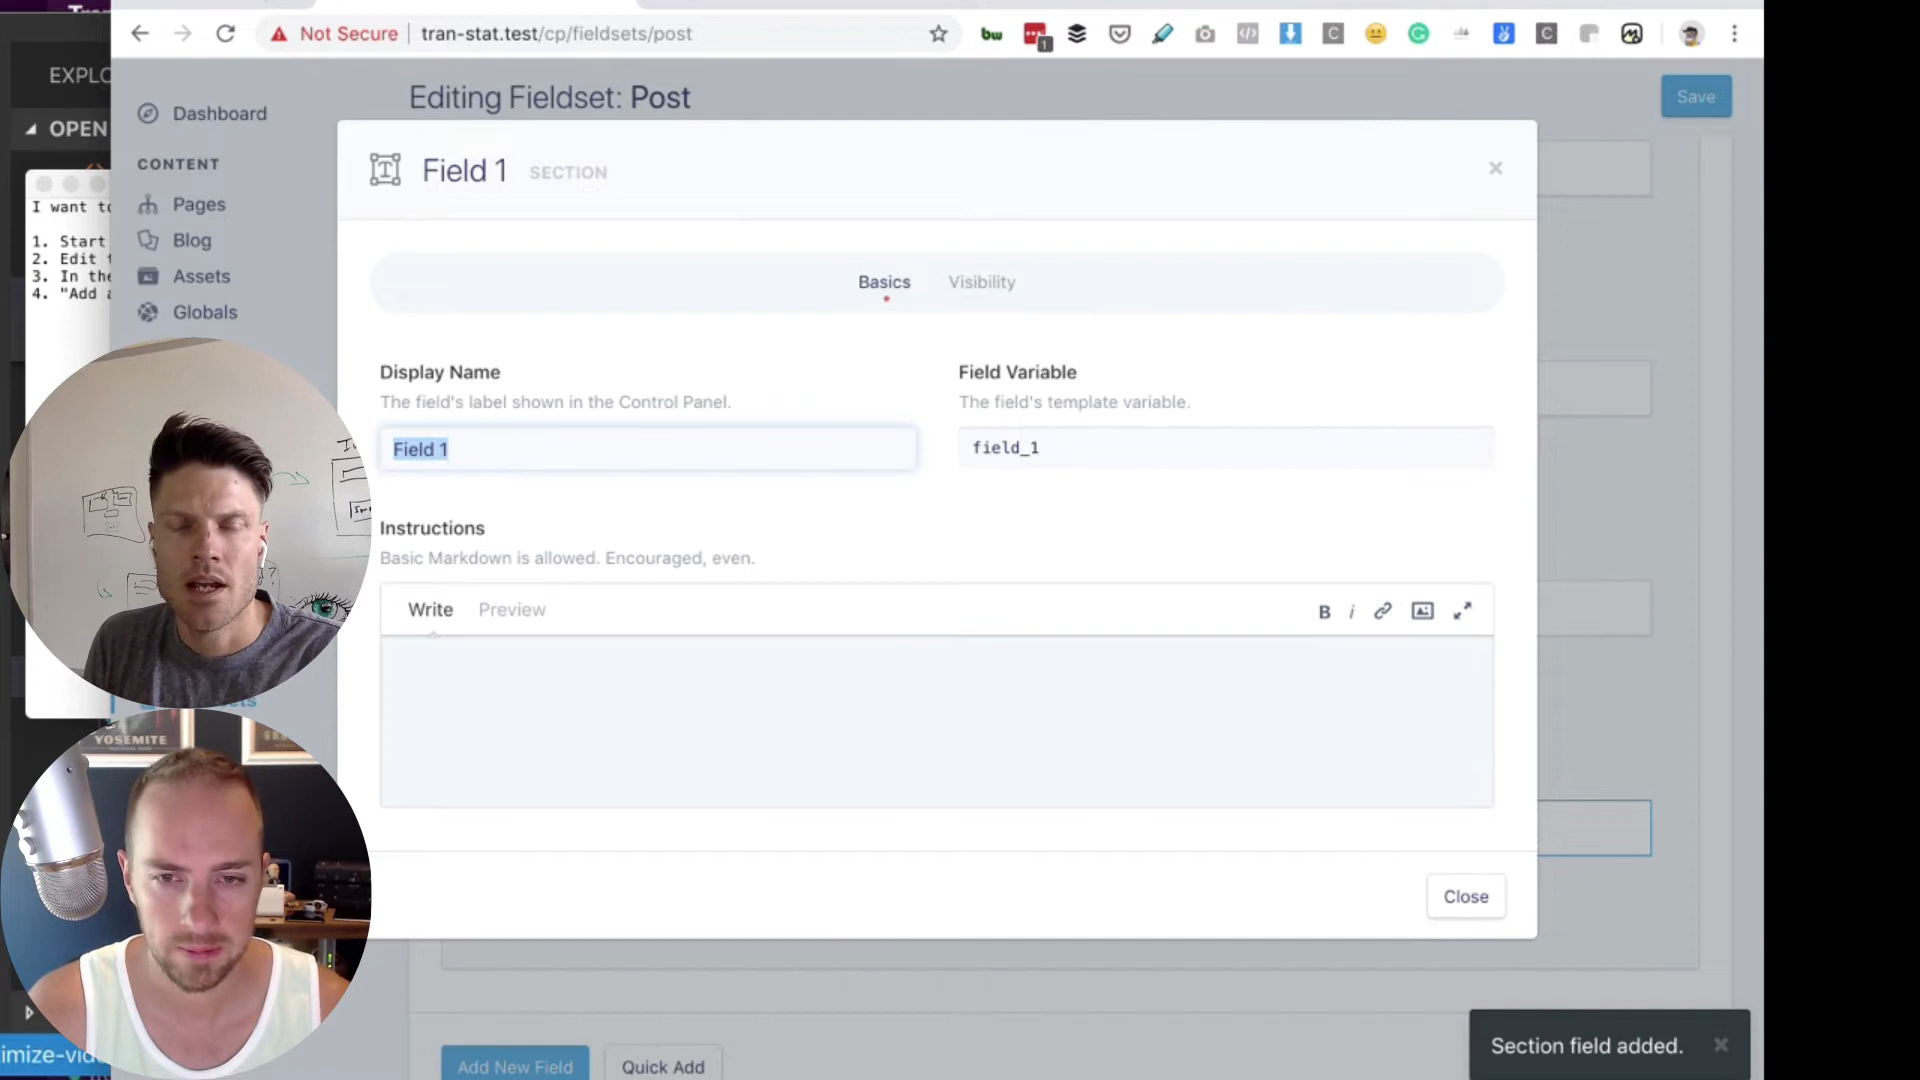 Not Secure | tran-stat.test/cp/fieldsets/post
1
EXPLO
OPEN
I want to
1. Start
2. Edit
3. In the
4. "Add a
Dashboard
CONTENT
Pages
Blog
Assets
Globals
Editing Fieldset: Post
Save
Field 1 SECTION
Basics
Visibility
Display Name
The field's label shown in the Control Panel.
Field 1
Field Variable
The field's template variable.
field_1
Instructions
Basic Markdown is allowed. Encouraged, even.
Write
Preview
B
i
Close
YOSEMITE
Add New Field
Quick Add
Section field added.